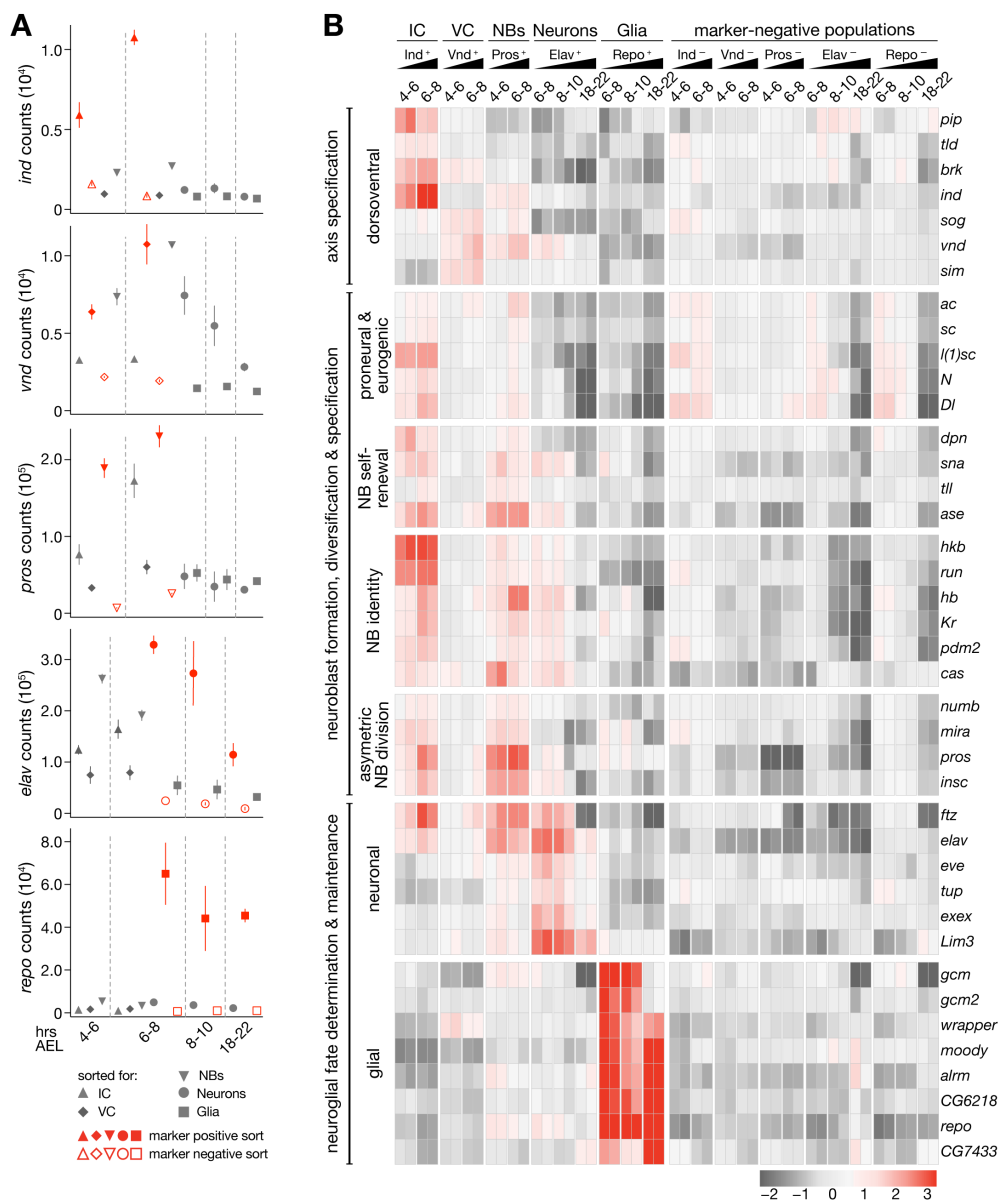 A
ind counts (10⁴)
1.0
0.5
0
vnd counts (10⁴)
1.0
0.5
0
pros counts (10⁵)
2.0
1.0
0
elav counts (10⁵)
3.0
2.0
1.0
0
repo counts (10⁴)
8.0
6.0
4.0
2.0
0
hrs AEL
4-6 6-8 8-10 18-22
sorted for:
IC
VC
NBs
Neurons
Glia
marker positive sort
marker negative sort
B
IC VC NBs Neurons Glia marker-negative populations
Ind⁺ Vnd⁺ Pros⁺ Elav⁺ Repo⁺ Ind⁻ Vnd⁻ Pros⁻ Elav⁻ Repo⁻
4-6 6-8 4-6 6-8 4-6 6-8 6-8 8-10 18-22 6-8 8-10 18-22 4-6 6-8 4-6 6-8 4-6 6-8 6-8 8-10 18-22 6-8 8-10 18-22
axis specification
dorsoventral
pip
tld
brk
ind
sog
vnd
sim
neuroblast formation, diversification & specification
proneural &
eurogenic
ac
sc
l(1)sc
N
Dl
NB self-
renewal
dpn
sna
tll
ase
NB identity
hkb
run
hb
Kr
pdm2
cas
asymmetric
NB division
numb
mira
pros
insc
neuroglial fate determination & maintenance
neuronal
ftz
elav
eve
tup
exex
Lim3
glial
gcm
gcm2
wrapper
moody
alrm
CG6218
repo
CG7433
−2 −1 0 1 2 3